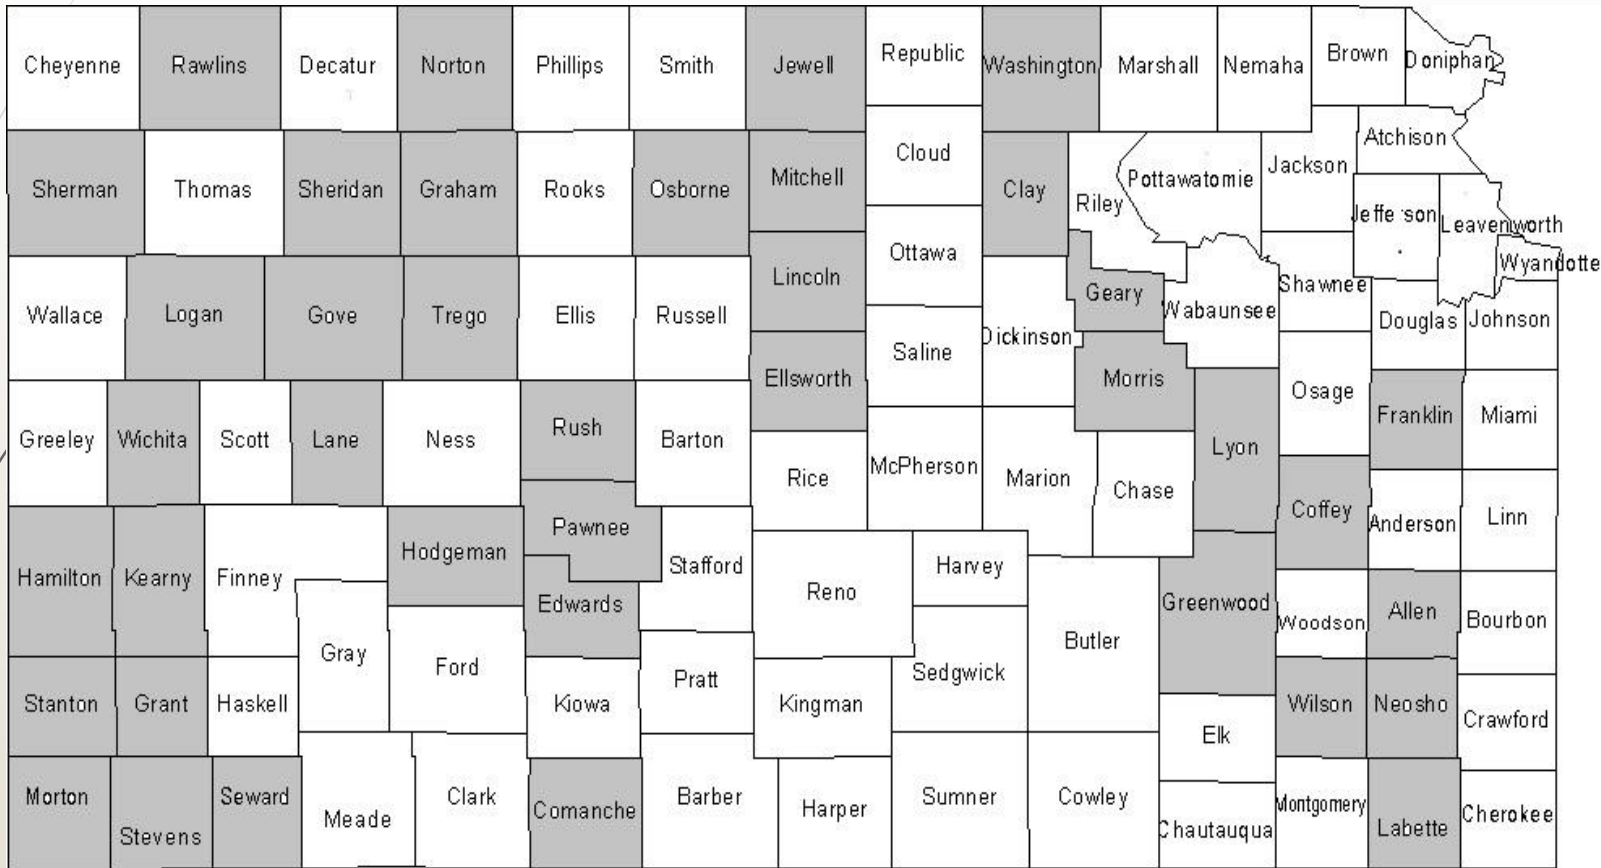 Cheyenne
Rawlins
Decatur
Norton
Phillips
Smith
Jewell
Republic
Washington
Marshall
Nemaha
Brown
Doniphan
Sherman
Thomas
Sheridan
Graham
Rooks
Osborne
Mitchell
Cloud
Clay
Riley
Pottawatomie
Jackson
Atchison
Jefferson
Leavenworth
Wyandotte
Wallace
Logan
Gove
Trego
Ellis
Russell
Lincoln
Ottawa
Saline
Dickinson
Geary
Wabaunsee
Shawnee
Douglas
Johnson
Greeley
Wichita
Scott
Lane
Ness
Rush
Barton
Ellsworth
Rice
McPherson
Marion
Morris
Chase
Lyon
Osage
Franklin
Miami
Hamilton
Kearny
Finney
Hodgeman
Pawnee
Edwards
Stafford
Reno
Harvey
Butler
Greenwood
Coffey
Anderson
Linn
Woodson
Allen
Bourbon
Stanton
Grant
Haskell
Gray
Ford
Kiowa
Pratt
Kingman
Sedgwick
Elk
Wilson
Neosho
Crawford
Morton
Stevens
Seward
Meade
Clark
Comanche
Barber
Harper
Sumner
Cowley
Chautauqua
Montgomery
Labette
Cherokee